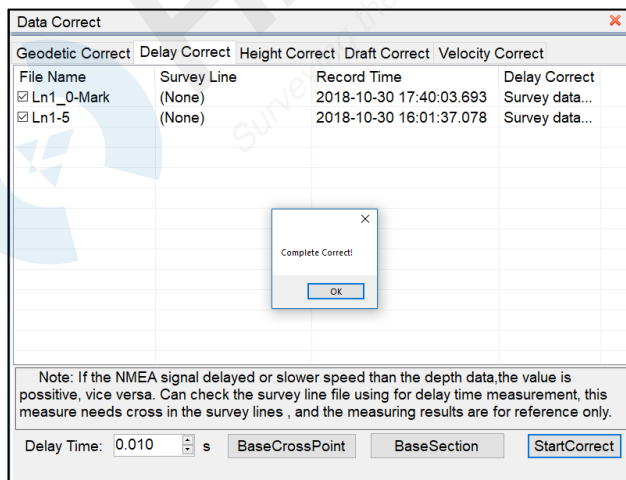 Data Correct
Geodetic Correct Delay Correct Height Correct Draft Correct Velocity Correct
File Name Survey Line Record Time Delay Correct
Ln1_0-Mark (None) 2018-10-30 17:40:03.693 Survey data...
Ln1-5 (None) 2018-10-30 16:01:37.078 Survey data...
Surveying the
Complete Correct!
OK
Note: If the NMEA signal delayed or slower speed than the depth data,the value is
possitive, vice versa. Can check the survey line file using for delay time measurement, this
measure needs cross in the survey lines , and the measuring results are for reference only.
Delay Time: 0.010 s BaseCrossPoint BaseSection StartCorrect